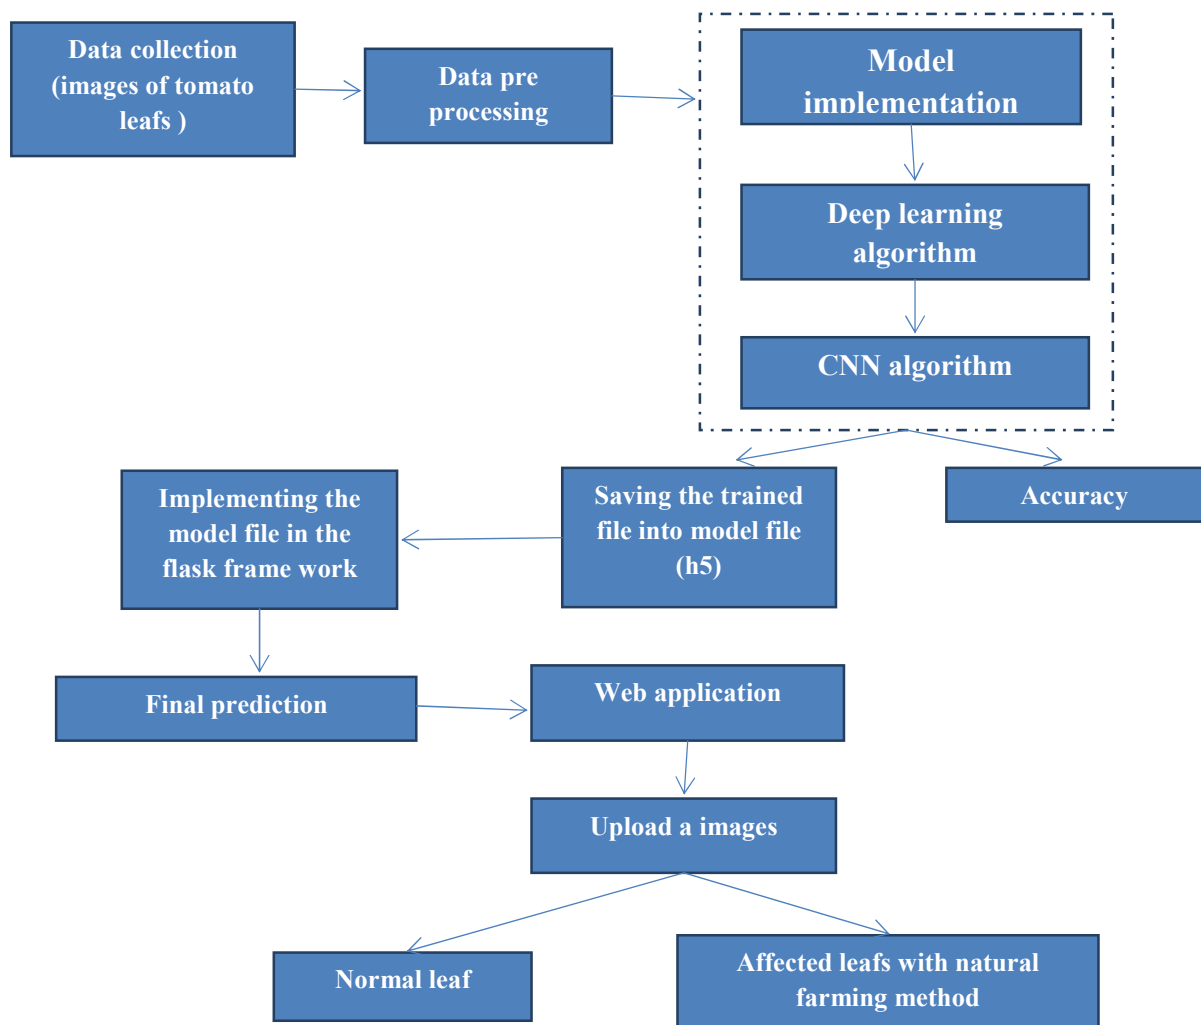 Data collection
(images of tomato
leafs )
Data pre
processing
Model
implementation
Deep learning
algorithm
CNN algorithm
Implementing the
model file in the
flask frame work
Saving the trained
file into model file
(h5)
Accuracy
Final prediction
Web application
Upload a images
Normal leaf
Affected leafs with natural
farming method